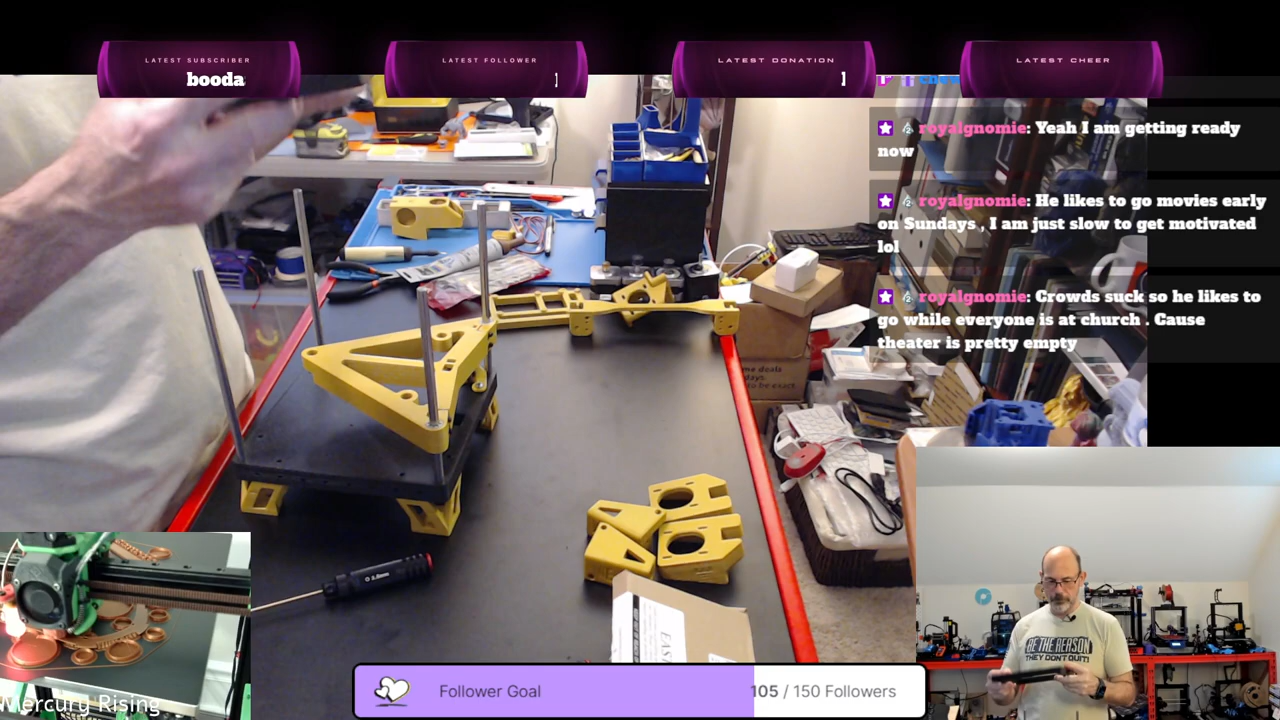 LATEST SUBSCRIBER
booda
LATEST FOLLOWER
LATEST DONATION
LATEST CHEER
royalgnomie: Yeah I am getting ready
now
royalgnomie: He likes to go movies early
on Sundays , I am just slow to get motivated
lol
royalgnomie: Crowds suck so he likes to
go while everyone is at church . Cause
theater is pretty empty
BE THE REASON
THEY DON'T QUIT!
Follower Goal
105 / 150 Followers
Mercury Rising